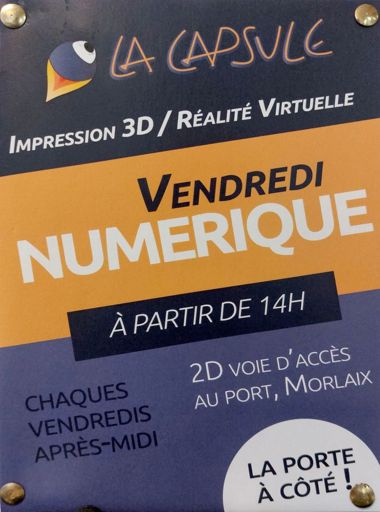 LA CAPSULE
IMPRESSION 3D / RÉALITÉ VIRTUELLE
VENDREDI
NUMERIQUE
À PARTIR DE 14H
CHAQUES
VENDREDIS
APRÈS-MIDI
2D VOIE D'ACCÈS
AU PORT, MORLAIX
LA PORTE
À CÔTÉ !